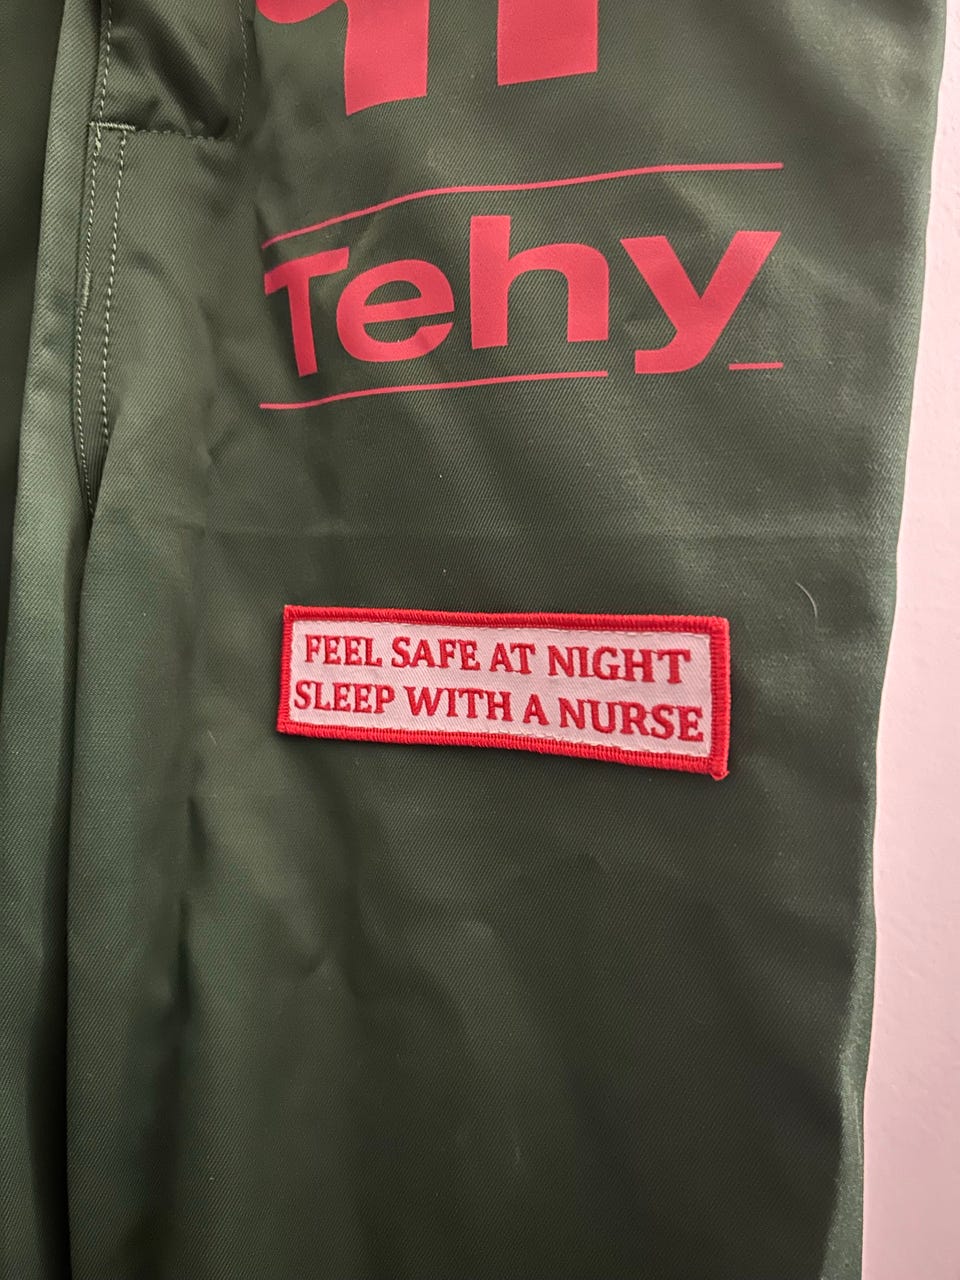 Tehy
FEEL SAFE AT NIGHT
SLEEP WITH A NURSE